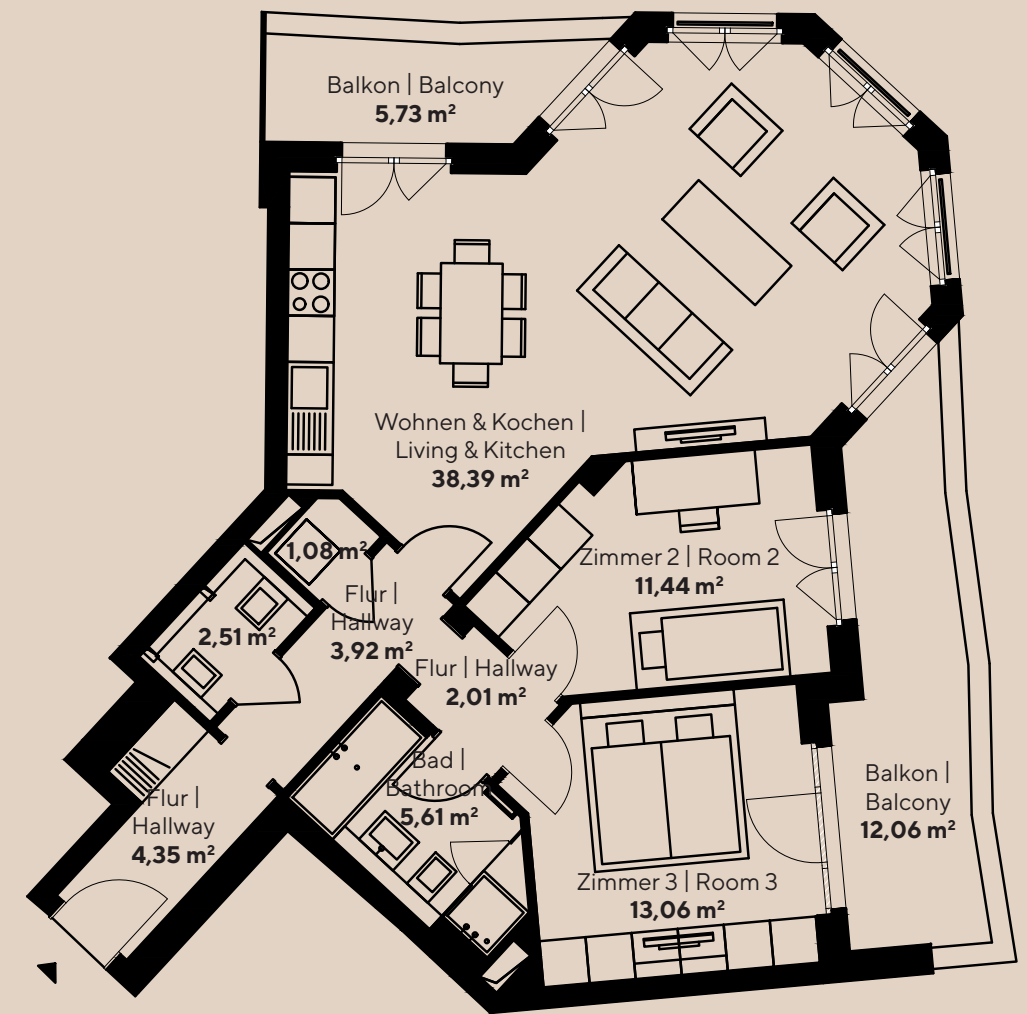 Balkon | Balcony
5,73 m²
Wohnen & Kochen |
Living & Kitchen
38,39 m²
1,08 m²
Zimmer 2 | Room 2
11,44 m²
Flur |
Hallway
3,92 m²
2,51 m²
Flur | Hallway
2,01 m²
Bad |
Bathroom
5,61 m²
Flur |
Hallway
4,35 m²
Balkon |
Balcony
12,06 m²
Zimmer 3 | Room 3
13,06 m²